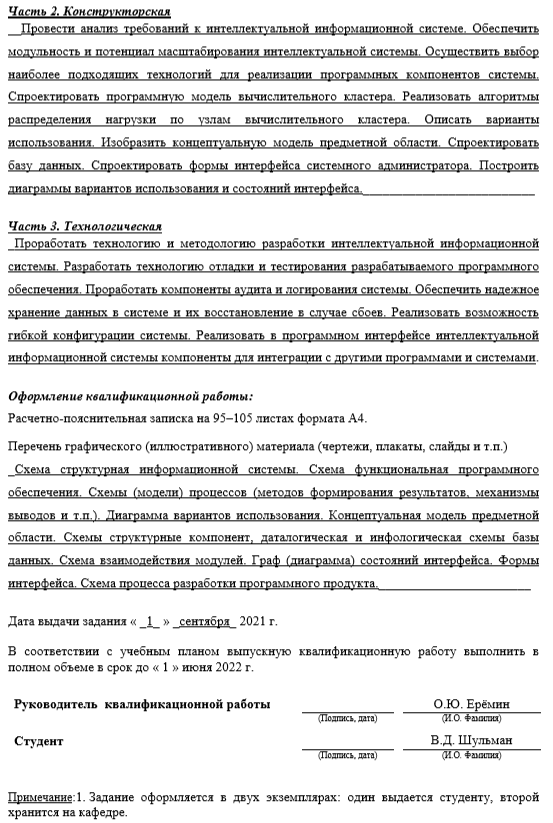 Часть 2. Конструкторская
Провести анализ требований к интеллектуальной информационной системе. Обеспечить
модульность и потенциал масштабирования интеллектуальной системы. Осуществить выбор
наиболее подходящих технологий для реализации программных компонентов системы.
Спроектировать программную модель вычислительного кластера. Реализовать алгоритмы
распределения нагрузки по узлам вычислительного кластера. Описать варианты
использования. Изобразить концептуальную модель предметной области. Спроектировать
базу данных. Спроектировать формы интерфейса системного администратора. Построить
диаграммы вариантов использования и состояний интерфейса.
Часть 3. Технологическая
Проработать технологию и методологию разработки интеллектуальной информационной
системы. Разработать технологию отладки и тестирования разрабатываемого программного
обеспечения. Проработать компоненты аудита и логирования системы. Обеспечить надежное
хранение данных в системе и их восстановление в случае сбоев. Реализовать возможность
гибкой конфигурации системы. Реализовать в программном интерфейсе интеллектуальной
информационной системы компоненты для интеграции с другими программами и системами.
Оформление квалификационной работы:
Расчетно-пояснительная записка на 95–105 листах формата А4.
Перечень графического (иллюстративного) материала (чертежи, плакаты, слайды и т.п.)
Схема структурная информационной системы. Схема функциональная программного
обеспечения. Схемы (модели) процессов (методов формирования результатов, механизмы
выводов и т.п.). Диаграмма вариантов использования. Концептуальная модель предметной
области. Схемы структурные компонент, даталогическая и инфологическая схемы базы
данных. Схема взаимодействия модулей. Граф (диаграмма) состояний интерфейса. Формы
интерфейса. Схема процесса разработки программного продукта.
Дата выдачи задания « _1_ » _сентября_ 2021 г.
В соответствии с учебным планом выпускную квалификационную работу выполнить в
полном объеме в срок до « 1 » июня 2022 г.
Руководитель квалификационной работы О.Ю. Ерёмин
(Подпись, дата) (И.О. Фамилия)
Студент В.Д. Шульман
(Подпись, дата) (И.О. Фамилия)
Примечание:1. Задание оформляется в двух экземплярах: один выдается студенту, второй
хранится на кафедре.